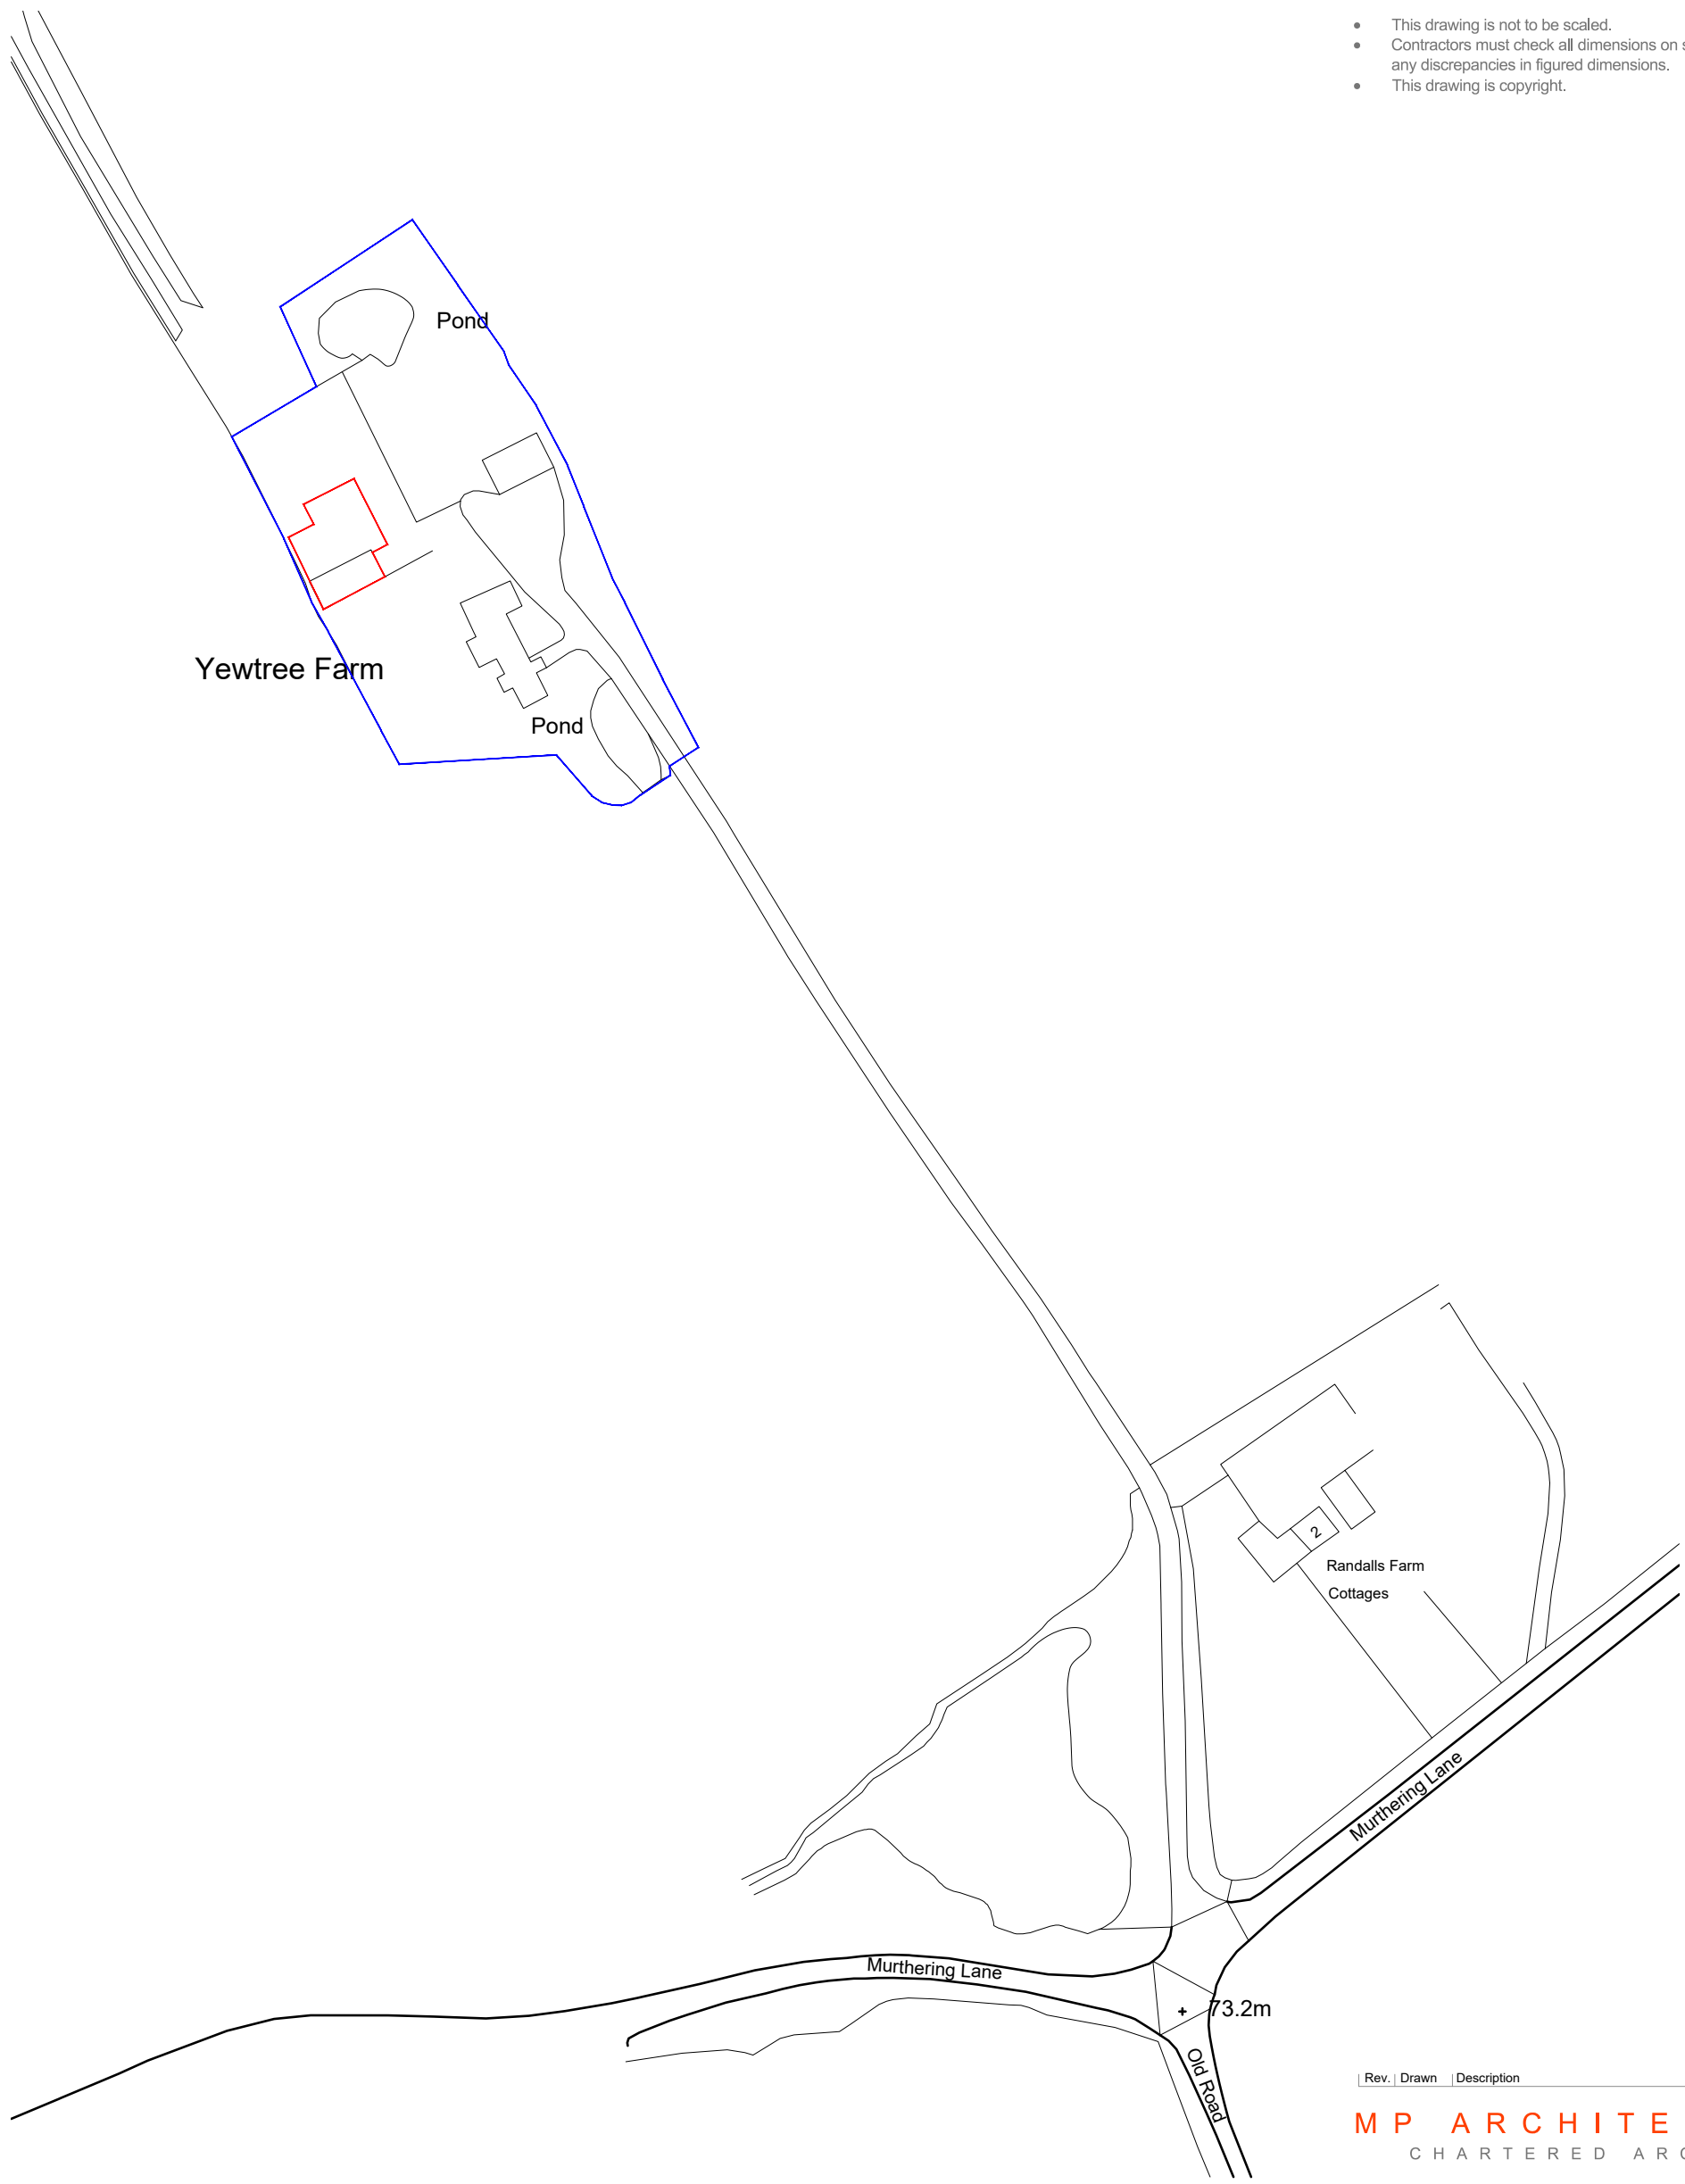 • This drawing is not to be scaled.
• Contractors must check all dimensions on
any discrepancies in figured dimensions.
• This drawing is copyright.
Pond
Yewtree Farm
Pond
2
Randalls Farm
Cottages
Murthering Lane
Murthering Lane
73.2m
Old Road
Rev. Drawn Description
MP ARCHITE
CHARTERED AR